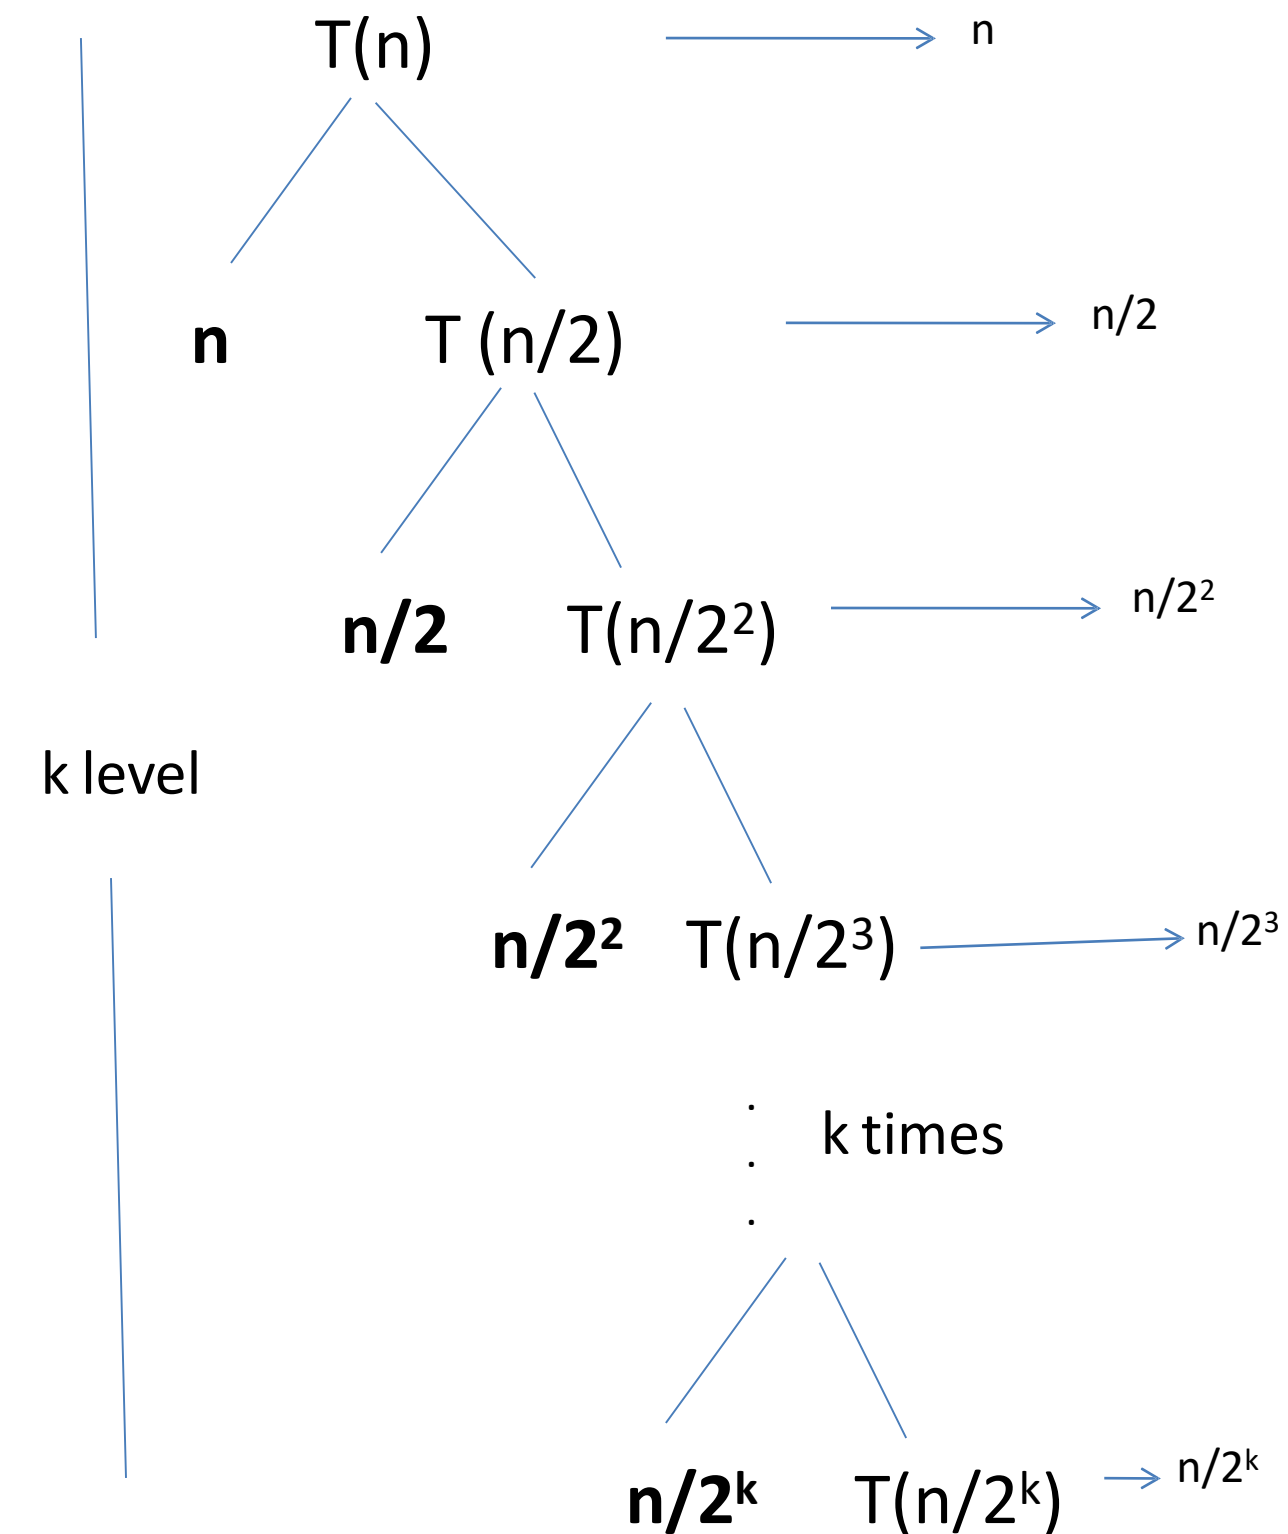 T(n) n
n T (n/2) n/2
n/2 T(n/2²) n/2²
k level
n/2² T(n/2³) n/2³
.
. k times
.
n/2ᵏ T(n/2ᵏ) n/2ᵏ